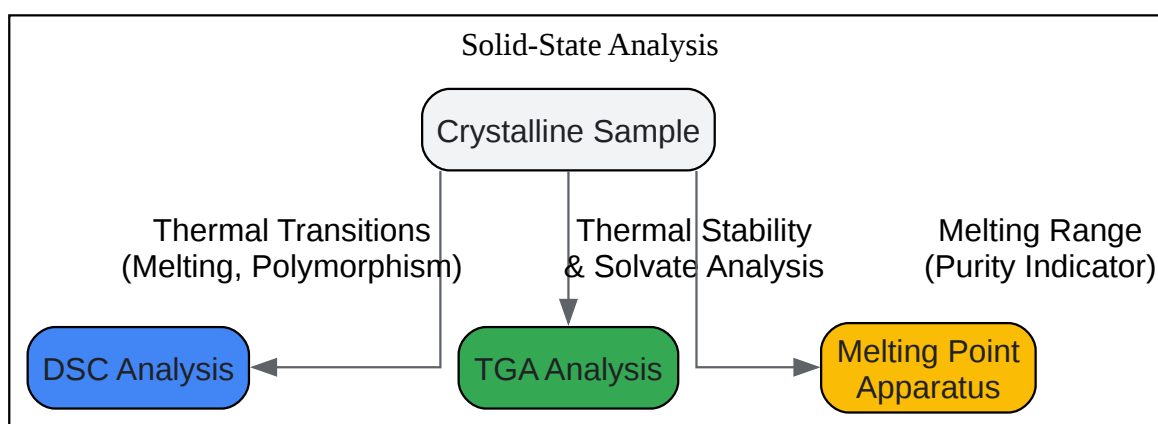 Solid-State Analysis
Crystalline Sample
Thermal Transitions
(Melting, Polymorphism)
Thermal Stability
& Solvate Analysis
Melting Range
(Purity Indicator)
DSC Analysis
TGA Analysis
Melting Point
Apparatus